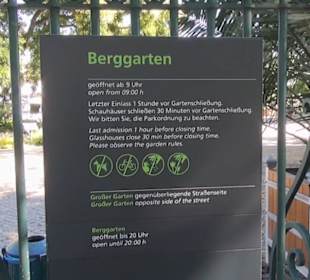 Berggarten
geöffnet ab 9 Uhr
open from 09:00 h
Letzter Einlass 1 Stunde vor Gartenschließung.
Schauhäuser schließen 30 Minuten vor Gartenschließung.
Wir bitten Sie, die Parkordnung zu beachten.
Last admission 1 hour before closing time.
Glasshouses close 30 min before closing time.
Please observe the garden rules.
Großer Garten gegenüberliegende Straßenseite
Großer Garten opposite side of the street
Berggarten
geöffnet bis 20 Uhr
open until 20:00 h